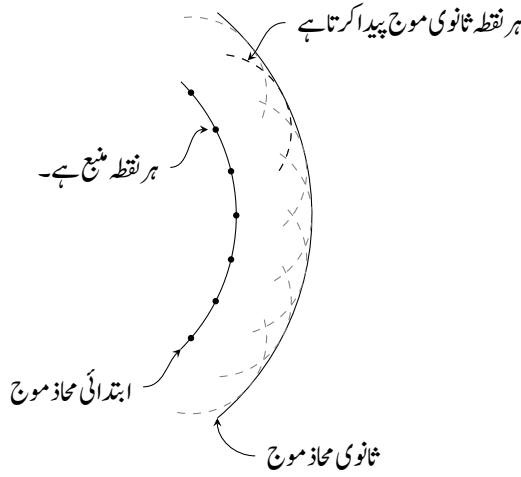 ہر نقطہ ثانوی موج پیدا کرتا ہے
ہر نقطہ منبع ہے۔
ابتدائی محاذ موج
ثانوی محاذ موج